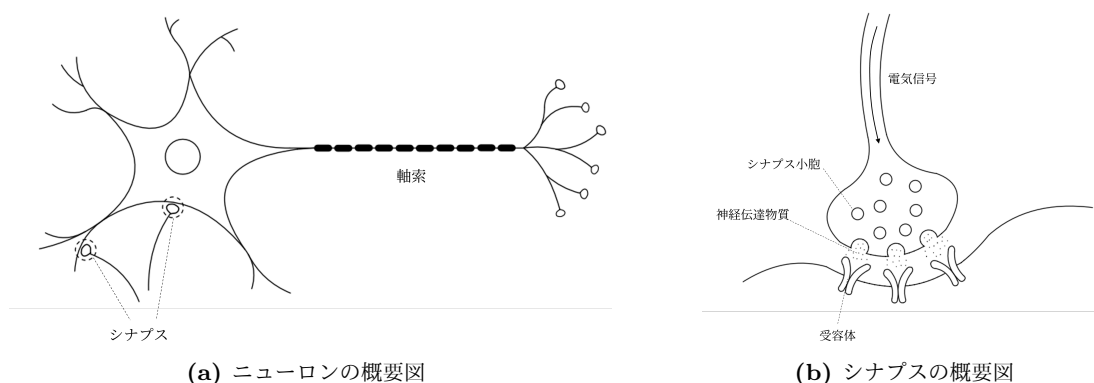 軸索
シナプス
(a) ニューロンの概要図
電気信号
シナプス小胞
神経伝達物質
受容体
(b) シナプスの概要図